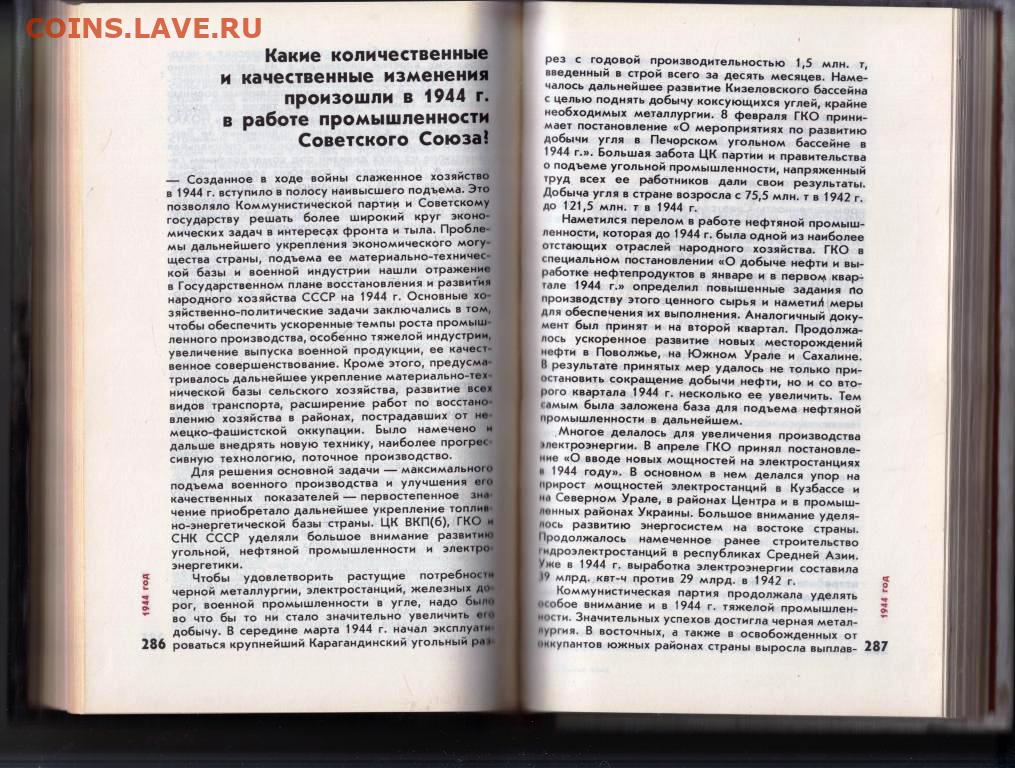 COINS.LAVE.RU
Какие количественные
и качественные изменения
произошли в 1944 г.
в работе промышленности
Советского Союза?
— Созданное в ходе войны слаженное хозяйство
в 1944 г. вступило в полосу наивысшего подъема. Это
позволяло Коммунистической партии и Советскому
государству решать более широкий круг эконо-
мических задач в интересах фронта и тыла. Пробле-
мы дальнейшего укрепления экономического могу-
щества страны, подъема ее материально-техничес-
кой базы и военной индустрии нашли отражение
в Государственном плане восстановления и развития
народного хозяйства СССР на 1944 г. Основные хо-
зяйственно-политические задачи заключались в том,
чтобы обеспечить ускоренные темпы роста промыш-
ленного производства, особенно тяжелой индустрии,
увеличение выпуска военной продукции, ее качест-
венное совершенствование. Кроме этого, предусма-
тривалось дальнейшее укрепление материально-тех-
нической базы сельского хозяйства, развитие всех
видов транспорта, расширение работ по восстано-
влению хозяйства в районах, пострадавших от не-
мецко-фашистской оккупации. Было намечено и
дальше внедрять новую технику, наиболее прогрес-
сивную технологию, поточное производство.
Для решения основной задачи — максимального
подъема военного производства и улучшения его
качественных показателей — первостепенное зна-
чение приобретало дальнейшее укрепление топлив-
но-энергетической базы страны. ЦК ВКП(б), ГКО и
СНК СССР уделяли большое внимание развитию
угольной, нефтяной промышленности и электро-
энергетики.
Чтобы удовлетворить растущие потребности
черной металлургии, электростанций, железных до-
рог, военной промышленности в угле, надо было
во что бы то ни стало значительно увеличить его
добычу. В середине марта 1944 г. начал эксплуати-
роваться крупнейший Карагандинский угольный раз-
1944 год
286
рез с годовой производительностью 1,5 млн. т,
введенный в строй всего за десять месяцев. Наме-
чалось дальнейшее развитие Кизеловского бассейна
с целью поднять добычу коксующихся углей, крайне
необходимых металлургии. 8 февраля ГКО прини-
мает постановление «О мероприятиях по развитию
добычи угля в Печорском угольном бассейне в
1944 г.». Большая забота ЦК партии и правительства
о подъеме угольной промышленности, напряженный
труд всех ее работников дали свои результаты.
Добыча угля в стране возросла с 75,5 млн. т в 1942 г.
до 121,5 млн. т в 1944 г.
Наметился перелом в работе нефтяной промыш-
ленности, которая до 1944 г. была одной из наиболее
отстающих отраслей народного хозяйства. ГКО в
специальном постановлении «О добыче нефти и вы-
работке нефтепродуктов в январе и в первом квар-
тале 1944 г.» определил повышенные задания по
производству этого ценного сырья и наметил меры
для обеспечения их выполнения. Аналогичный доку-
мент был принят и на второй квартал. Продолжа-
лось ускоренное развитие новых месторождений
нефти в Поволжье, на Южном Урале и Сахалине.
В результате принятых мер удалось не только при-
остановить сокращение добычи нефти, но и со вто-
рого квартала 1944 г. несколько ее увеличить. Тем
самым была заложена база для подъема нефтяной
промышленности в дальнейшем.
Многое делалось для увеличения производства
электроэнергии. В апреле ГКО принял постановле-
ние «О вводе новых мощностей на электростанциях
в 1944 году». В основном в нем делался упор на
прирост мощностей электростанций в Кузбассе и
на Северном Урале, в районах Центра и в промыш-
ленных районах Украины. Большое внимание уделя-
лось развитию энергосистем на востоке страны.
Продолжалось намеченное ранее строительство
гидроэлектростанций в республиках Средней Азии.
Уже в 1944 г. выработка электроэнергии составила
39 млрд. квт-ч против 29 млрд. в 1942 г.
Коммунистическая партия продолжала уделять
особое внимание и в 1944 г. тяжелой промышлен-
ности. Значительных успехов достигла черная метал-
лургия. В восточных, а также в освобожденных от
оккупантов южных районах страны выросла выплав-
1944 год
287